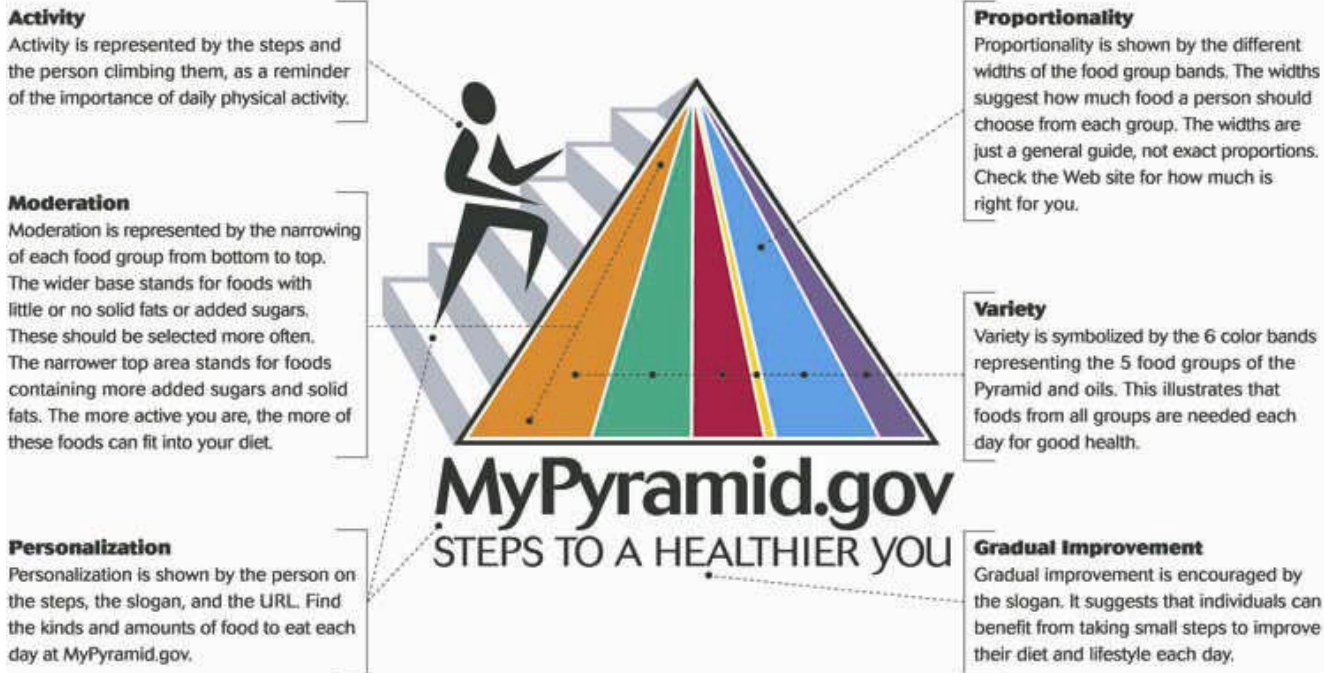 Activity
Activity is represented by the steps and
the person climbing them, as a reminder
of the importance of daily physical activity.
Moderation
Moderation is represented by the narrowing
of each food group from bottom to top.
The wider base stands for foods with
little or no solid fats or added sugars.
These should be selected more often.
The narrower top area stands for foods
containing more added sugars and solid
fats. The more active you are, the more of
these foods can fit into your diet.
Personalization
Personalization is shown by the person on
the steps, the slogan, and the URL. Find
the kinds and amounts of food to eat each
day at MyPyramid.gov.
MyPyramid.gov
STEPS TO A HEALTHIER YOU
Proportionality
Proportionality is shown by the different
widths of the food group bands. The widths
suggest how much food a person should
choose from each group. The widths are
just a general guide, not exact proportions.
Check the Web site for how much is
right for you.
Variety
Variety is symbolized by the 6 color bands
representing the 5 food groups of the
Pyramid and oils. This illustrates that
foods from all groups are needed each
day for good health.
Gradual Improvement
Gradual improvement is encouraged by
the slogan. It suggests that individuals can
benefit from taking small steps to improve
their diet and lifestyle each day.